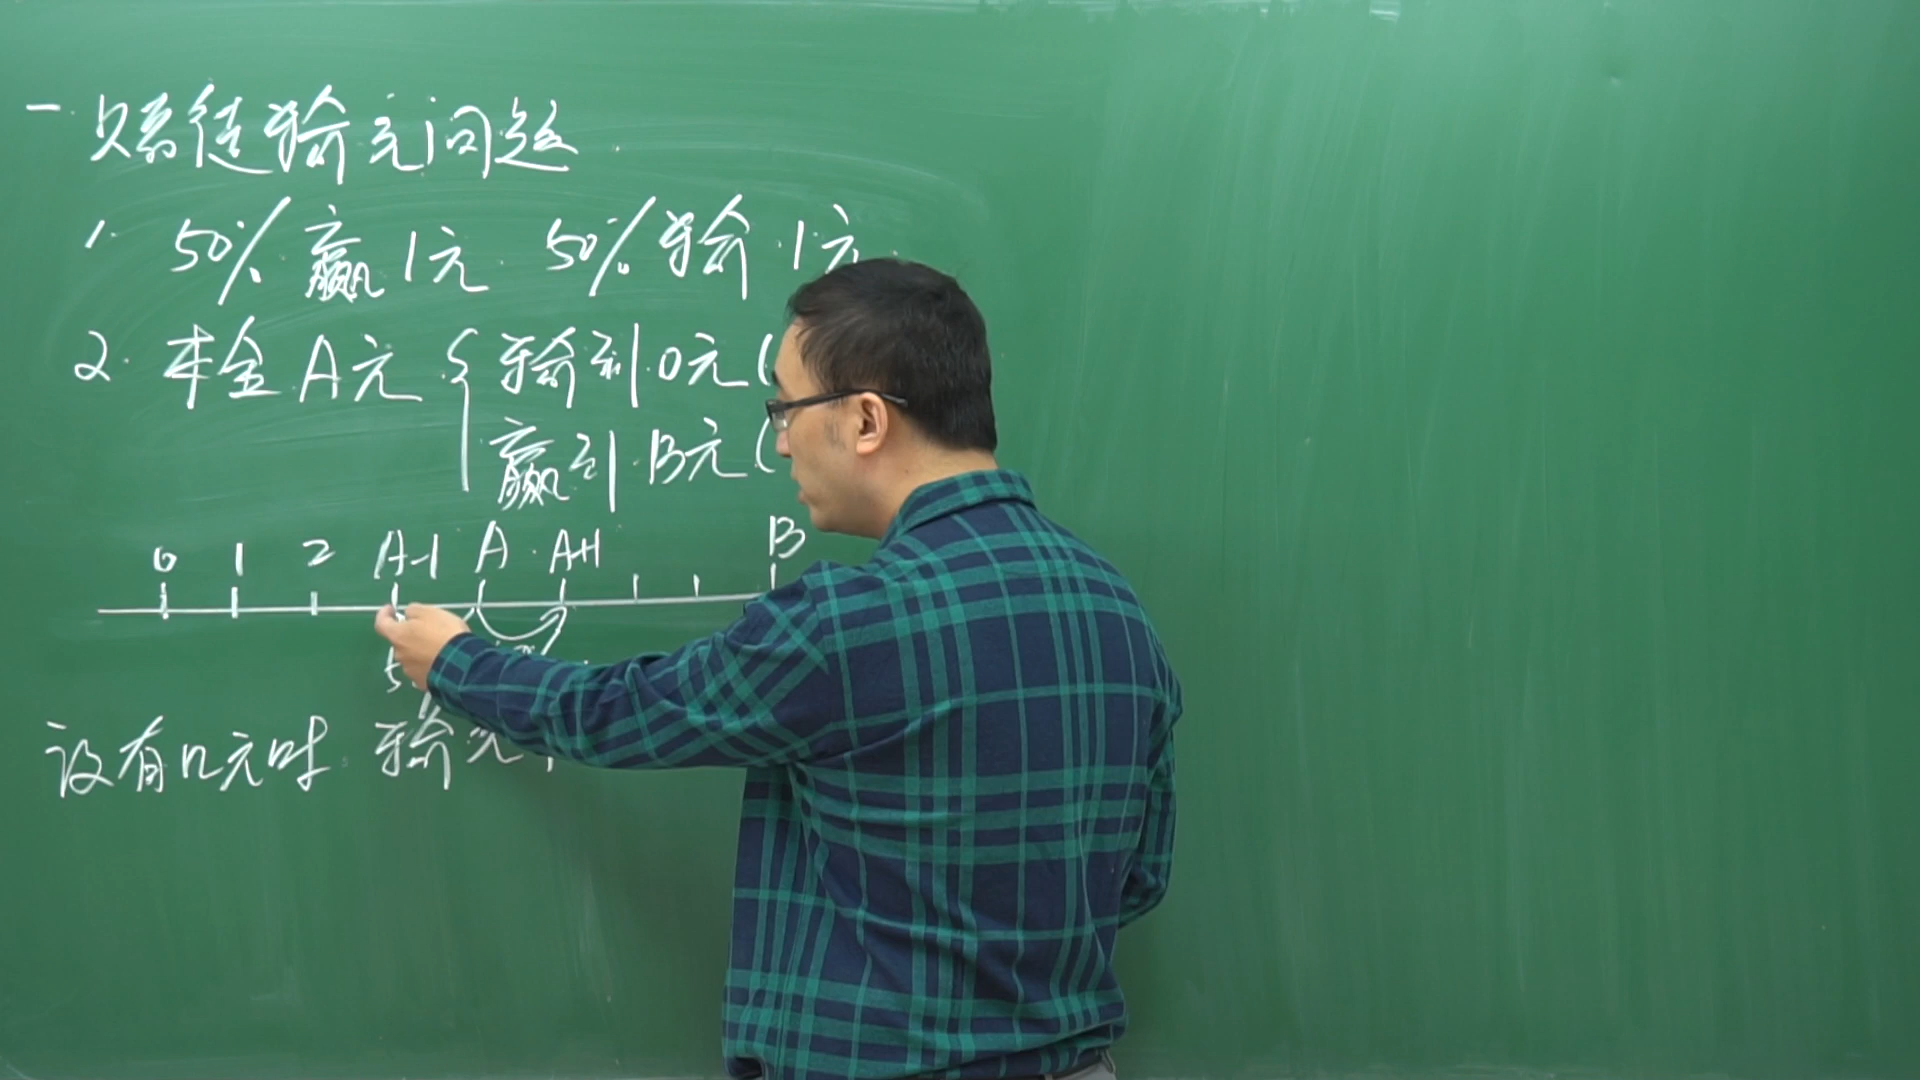 一. 赌徒输光问题
1. 50% 赢1元. 50% 输1元.
2. 本金A元 { 输到0元 (
赢到B元 (
0 1 2 A-1 A A+1 B
5
设有n元时 输光